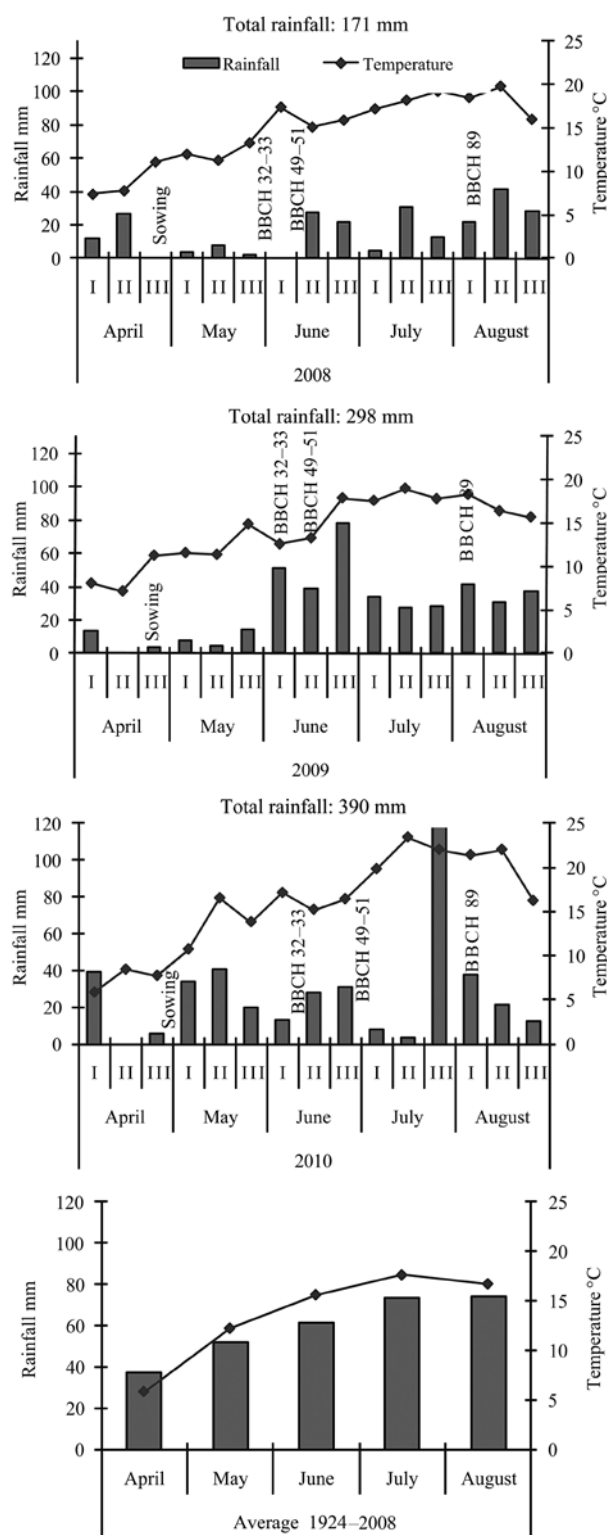 Total rainfall: 171 mm
120
100
80
60
40
20
0
Rainfall mm
Rainfall
Temperature
25
20
15
10
5
0
Temperature °C
Sowing
BBCH 32–33
BBCH 49–51
BBCH 89
I II III I II III I II III I II III I II III
April May June July August
2008
Total rainfall: 298 mm
120
100
80
60
40
20
0
Rainfall mm
25
20
15
10
5
0
Temperature °C
Sowing
BBCH 32–33
BBCH 49–51
BBCH 89
I II III I II III I II III I II III I II III
April May June July August
2009
Total rainfall: 390 mm
120
100
80
60
40
20
0
Rainfall mm
25
20
15
10
5
0
Temperature °C
Sowing
BBCH 32–33
BBCH 49–51
BBCH 89
I II III I II III I II III I II III I II III
April May June July August
2010
120
100
80
60
40
20
0
Rainfall mm
25
20
15
10
5
0
Temperature °C
April May June July August
Average 1924–2008